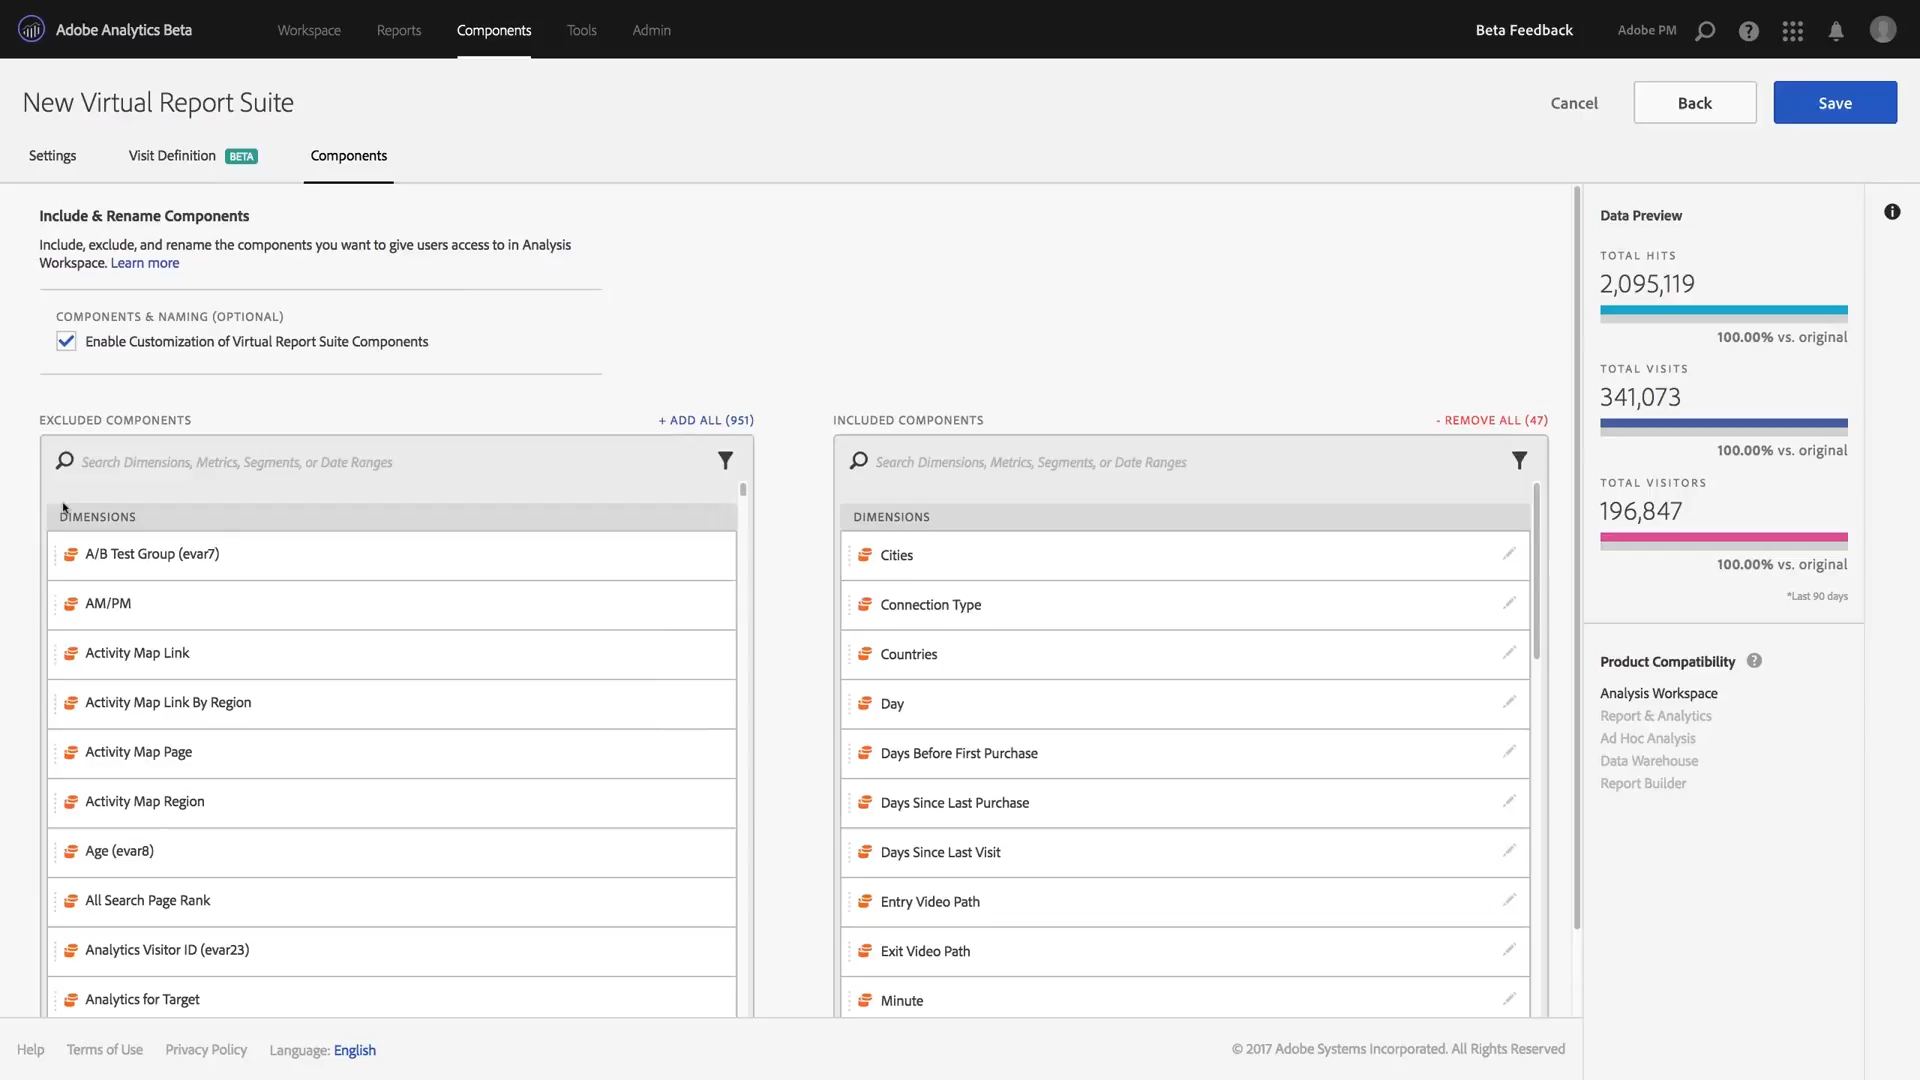 Adobe Analytics Beta
Workspace
Reports
Components
Tools
Admin
Beta Feedback
Adobe PM
New Virtual Report Suite
Cancel
Back
Save
Settings
Visit Definition BETA
Components
Include & Rename Components
Include, exclude, and rename the components you want to give users access to in Analysis
Workspace. Learn more
COMPONENTS & NAMING (OPTIONAL)
Enable Customization of Virtual Report Suite Components
EXCLUDED COMPONENTS
+ ADD ALL (951)
Search Dimensions, Metrics, Segments, or Date Ranges
DIMENSIONS
A/B Test Group (evar7)
AM/PM
Activity Map Link
Activity Map Link By Region
Activity Map Page
Activity Map Region
Age (evar8)
All Search Page Rank
Analytics Visitor ID (evar23)
Analytics for Target
INCLUDED COMPONENTS
- REMOVE ALL (47)
Search Dimensions, Metrics, Segments, or Date Ranges
DIMENSIONS
Cities
Connection Type
Countries
Day
Days Before First Purchase
Days Since Last Purchase
Days Since Last Visit
Entry Video Path
Exit Video Path
Minute
Data Preview
TOTAL HITS
2,095,119
100.00% vs. original
TOTAL VISITS
341,073
100.00% vs. original
TOTAL VISITORS
196,847
100.00% vs. original
*Last 90 days
Product Compatibility
Analysis Workspace
Report & Analytics
Ad Hoc Analysis
Data Warehouse
Report Builder
Help
Terms of Use
Privacy Policy
Language: English
© 2017 Adobe Systems Incorporated. All Rights Reserved